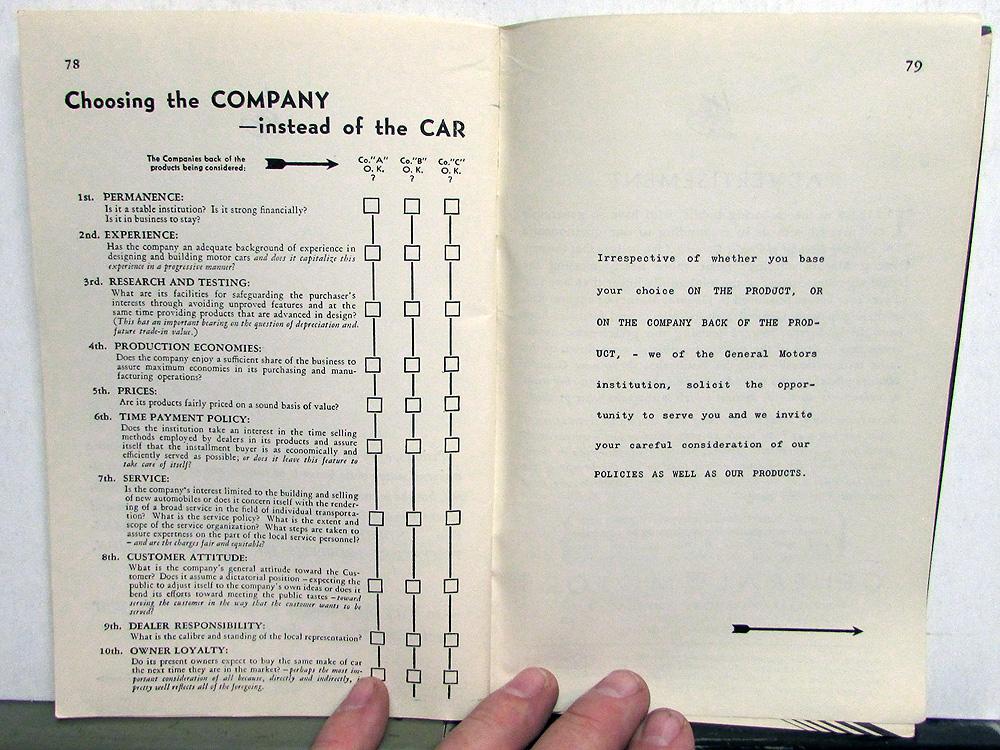 78
Choosing the COMPANY
—instead of the CAR
The Companies back of the
products being considered:
Co."A" Co."B" Co."C"
O. K. O. K. O. K.
? ? ?
1st. PERMANENCE:
Is it a stable institution? Is it strong financially?
Is it in business to stay?
2nd. EXPERIENCE:
Has the company an adequate background of experience in
designing and building motor cars and does it capitalize this
experience in a progressive manner?
3rd. RESEARCH AND TESTING:
What are its facilities for safeguarding the purchaser's
interests through avoiding unproved features and at the
same time providing products that are advanced in design?
(This has an important bearing on the question of depreciation and
future trade-in value.)
4th. PRODUCTION ECONOMIES:
Does the company enjoy a sufficient share of the business to
assure maximum economies in its purchasing and manu-
facturing operations?
5th. PRICES:
Are its products fairly priced on a sound basis of value?
6th. TIME PAYMENT POLICY:
Does the institution take an interest in the time selling
methods employed by dealers in its products and assure
itself that the installment buyer is as economically and
efficiently served as possible; or does it leave this feature to
take care of itself?
7th. SERVICE:
Is the company's interest limited to the building and selling
of new automobiles or does it concern itself with the render-
ing of a broad service in the field of individual transporta-
tion? What is the service policy? What is the extent and
scope of the service organization? What steps are taken to
assure expertness on the part of the local service personnel?
– and are the charges fair and equitable?
8th. CUSTOMER ATTITUDE:
What is the company's general attitude toward the Cus-
tomer? Does it assume a dictatorial position – expecting the
public to adjust itself to the company's own ideas or does it
bend its efforts toward meeting the public tastes – toward
serving the customer in the way that the customer wants to be
served?
9th. DEALER RESPONSIBILITY:
What is the calibre and standing of the local representation?
10th. OWNER LOYALTY:
Do its present owners expect to buy the same make of car
the next time they are in the market? – perhaps the most im-
portant consideration of all because, directly and indirectly, it
pretty well reflects all of the foregoing.
79
Irrespective of whether you base
your choice ON THE PRODUCT, OR
ON THE COMPANY BACK OF THE PROD-
UCT, - we of the General Motors
institution, solicit the oppor-
tunity to serve you and we invite
your careful consideration of our
POLICIES AS WELL AS OUR PRODUCTS.